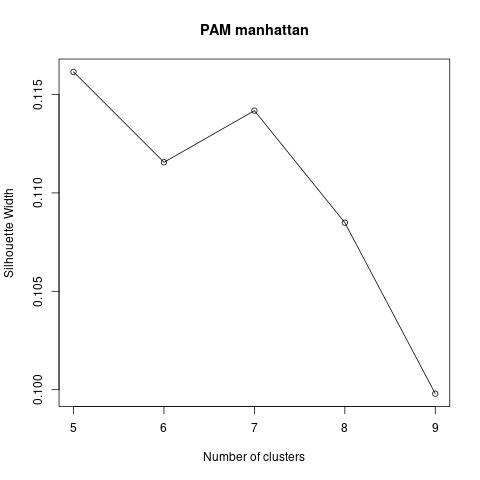 PAM manhattan
Silhouette Width
0.115
0.110
0.105
0.100
5 6 7 8 9
Number of clusters